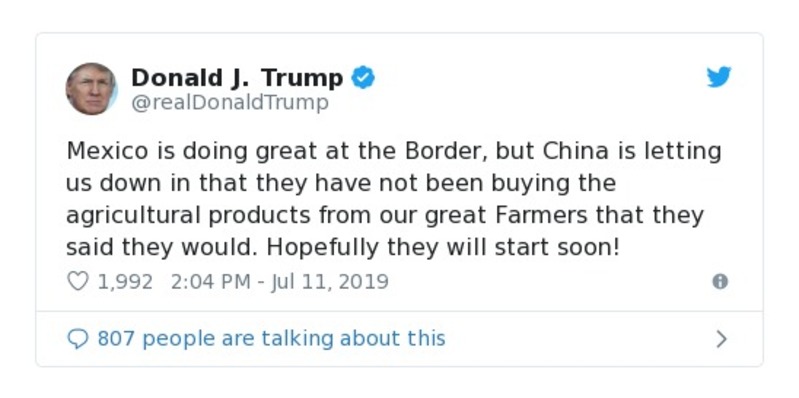 Donald J. Trump
@realDonaldTrump
Mexico is doing great at the Border, but China is letting
us down in that they have not been buying the
agricultural products from our great Farmers that they
said they would. Hopefully they will start soon!
1,992 2:04 PM - Jul 11, 2019
807 people are talking about this